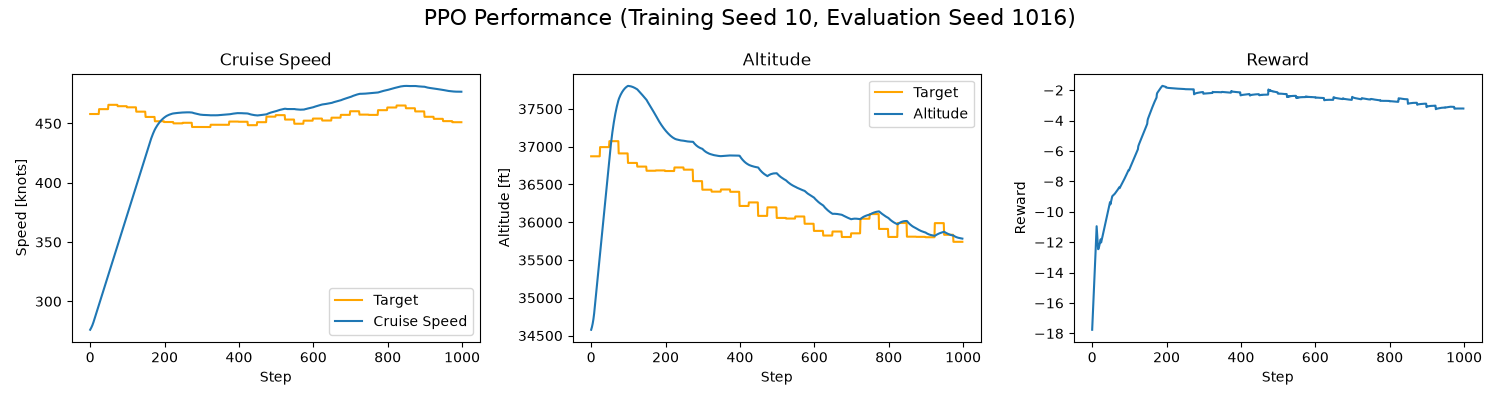 PPO Performance (Training Seed 10, Evaluation Seed 1016)
Cruise Speed
Speed [knots]
450
400
350
300
0 200 400 600 800 1000
Step
Target
Cruise Speed
Altitude
Altitude [ft]
37500
37000
36500
36000
35500
35000
34500
0 200 400 600 800 1000
Step
Target
Altitude
Reward
Reward
−2
−4
−6
−8
−10
−12
−14
−16
−18
0 200 400 600 800 1000
Step